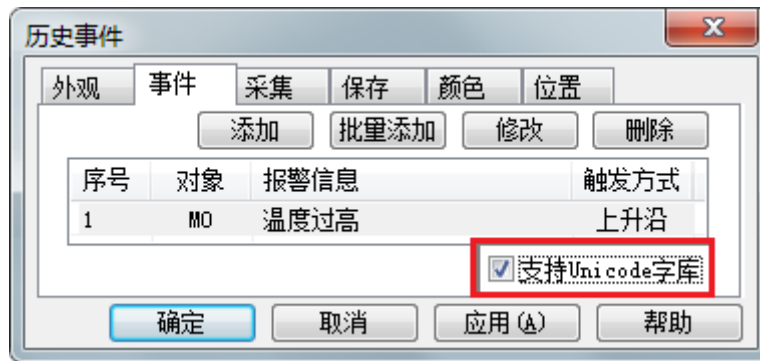 历史事件
外观 事件 采集 保存 颜色 位置
添加 批量添加 修改 删除
序号 对象 报警信息 触发方式
1 M0 温度过高 上升沿
支持Unicode字库
确定 取消 应用(A) 帮助